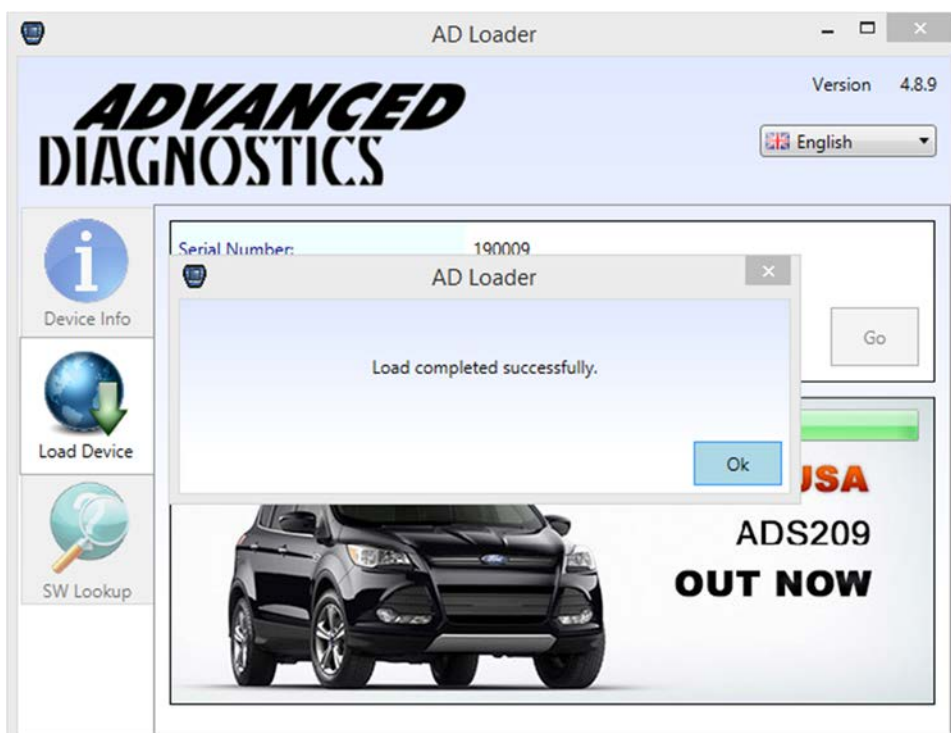 AD Loader
ADVANCED
DIAGNOSTICS
Version 4.8.9
English
Device Info
Load Device
SW Lookup
Serial Number: 190009
Go
AD Loader
Load completed successfully.
Ok
USA
ADS209
OUT NOW
Ford